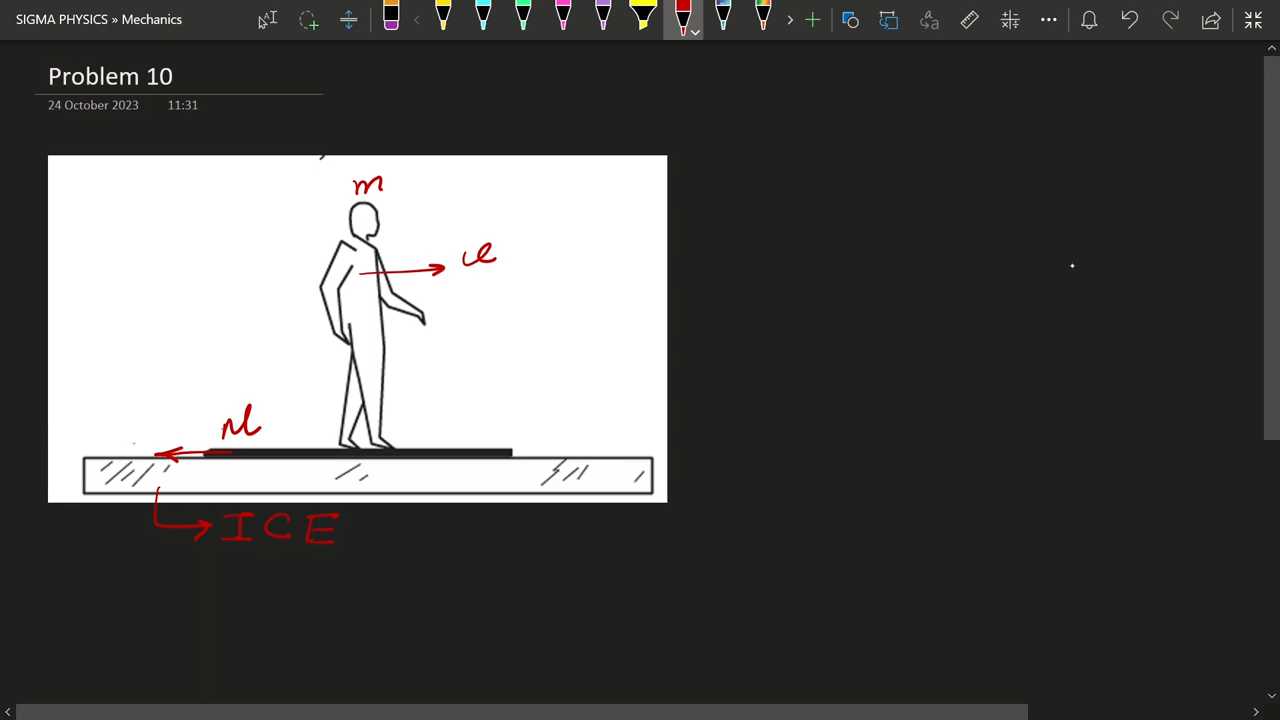 SIGMA PHYSICS » Mechanics
Problem 10
24 October 2023 11:31
m
M
ICE